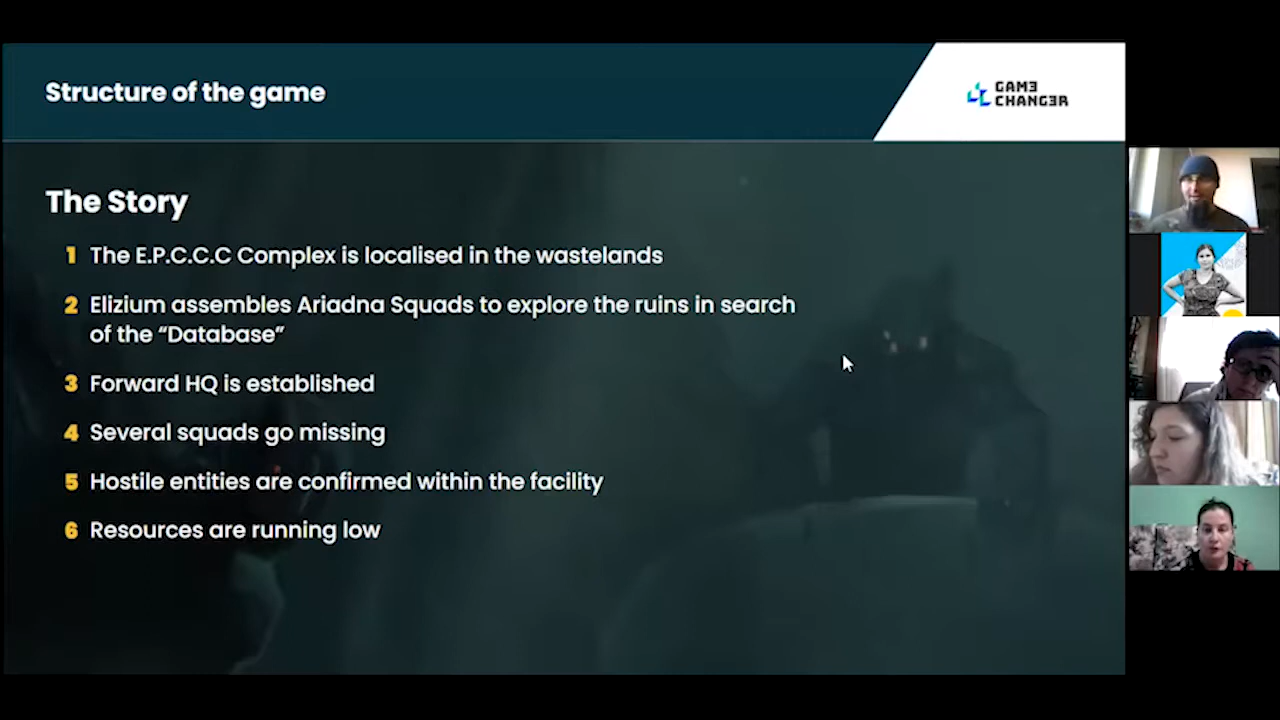 Structure of the game
GAM3
CHANG3R
The Story
1 The E.P.C.C.C Complex is localised in the wastelands
2 Elizium assembles Ariadna Squads to explore the ruins in search
of the “Database”
3 Forward HQ is established
4 Several squads go missing
5 Hostile entities are confirmed within the facility
6 Resources are running low